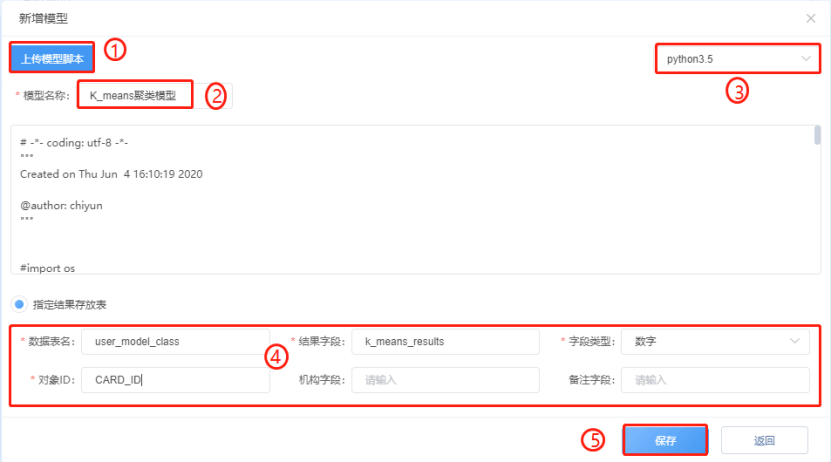 新增模型
上传模型脚本 ① python3.5
* 模型名称: K_means聚类模型 ② ③
# -*- coding: utf-8 -*-
"""
Created on Thu Jun 4 16:10:19 2020
@author: chiyun
"""
#import os
指定结果存放表
* 数据表名: user_model_class * 结果字段: k_means_results * 字段类型: 数字
④
* 对象ID: CARD_ID 机构字段: 请输入 备注字段: 请输入
⑤ 保存 返回